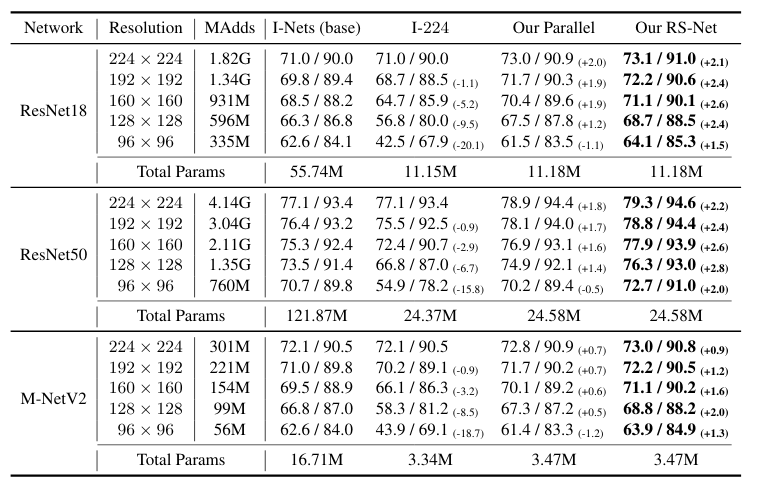 Network Resolution MAdds I-Nets (base) I-224 Our Parallel Our RS-Net
ResNet18
224 × 224 1.82G 71.0 / 90.0 71.0 / 90.0 73.0 / 90.9 (+2.0) 73.1 / 91.0 (+2.1)
192 × 192 1.34G 69.8 / 89.4 68.7 / 88.5 (-1.1) 71.7 / 90.3 (+1.9) 72.2 / 90.6 (+2.4)
160 × 160 931M 68.5 / 88.2 64.7 / 85.9 (-5.2) 70.4 / 89.6 (+1.9) 71.1 / 90.1 (+2.6)
128 × 128 596M 66.3 / 86.8 56.8 / 80.0 (-9.5) 67.5 / 87.8 (+1.2) 68.7 / 88.5 (+2.4)
96 × 96 335M 62.6 / 84.1 42.5 / 67.9 (-20.1) 61.5 / 83.5 (-1.1) 64.1 / 85.3 (+1.5)
Total Params 55.74M 11.15M 11.18M 11.18M
ResNet50
224 × 224 4.14G 77.1 / 93.4 77.1 / 93.4 78.9 / 94.4 (+1.8) 79.3 / 94.6 (+2.2)
192 × 192 3.04G 76.4 / 93.2 75.5 / 92.5 (-0.9) 78.1 / 94.0 (+1.7) 78.8 / 94.4 (+2.4)
160 × 160 2.11G 75.3 / 92.4 72.4 / 90.7 (-2.9) 76.9 / 93.1 (+1.6) 77.9 / 93.9 (+2.6)
128 × 128 1.35G 73.5 / 91.4 66.8 / 87.0 (-6.7) 74.9 / 92.1 (+1.4) 76.3 / 93.0 (+2.8)
96 × 96 760M 70.7 / 89.8 54.9 / 78.2 (-15.8) 70.2 / 89.4 (-0.5) 72.7 / 91.0 (+2.0)
Total Params 121.87M 24.37M 24.58M 24.58M
M-NetV2
224 × 224 301M 72.1 / 90.5 72.1 / 90.5 72.8 / 90.9 (+0.7) 73.0 / 90.8 (+0.9)
192 × 192 221M 71.0 / 89.8 70.2 / 89.1 (-0.9) 71.7 / 90.2 (+0.7) 72.2 / 90.5 (+1.2)
160 × 160 154M 69.5 / 88.9 66.1 / 86.3 (-3.2) 70.1 / 89.2 (+0.6) 71.1 / 90.2 (+1.6)
128 × 128 99M 66.8 / 87.0 58.3 / 81.2 (-8.5) 67.3 / 87.2 (+0.5) 68.8 / 88.2 (+2.0)
96 × 96 56M 62.6 / 84.0 43.9 / 69.1 (-18.7) 61.4 / 83.3 (-1.2) 63.9 / 84.9 (+1.3)
Total Params 16.71M 3.34M 3.47M 3.47M